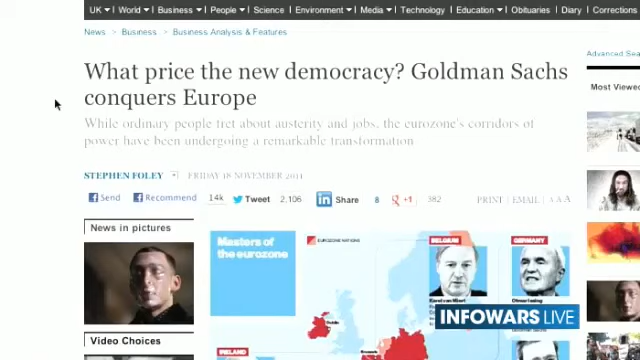 UK World Business People Science Environment Media Technology Education Obituaries Diary Corrections
News > Business > Business Analysis & Features
Advanced Sea
What price the new democracy? Goldman Sachs
conquers Europe
While ordinary people fret about austerity and jobs, the eurozone's corridors of
power have been undergoing a remarkable transformation
Most Viewed
STEPHEN FOLEY FRIDAY 18 NOVEMBER 2011
Send Recommend 14k Tweet 2,106 Share 8 +1 382 PRINT | EMAIL A A A
News in pictures
Masters of
the eurozone
EUROZONE NATIONS
BELGIUM
GERMANY
Dublin
IRELAND
Brussels
INFOWARS LIVE
Video Choices